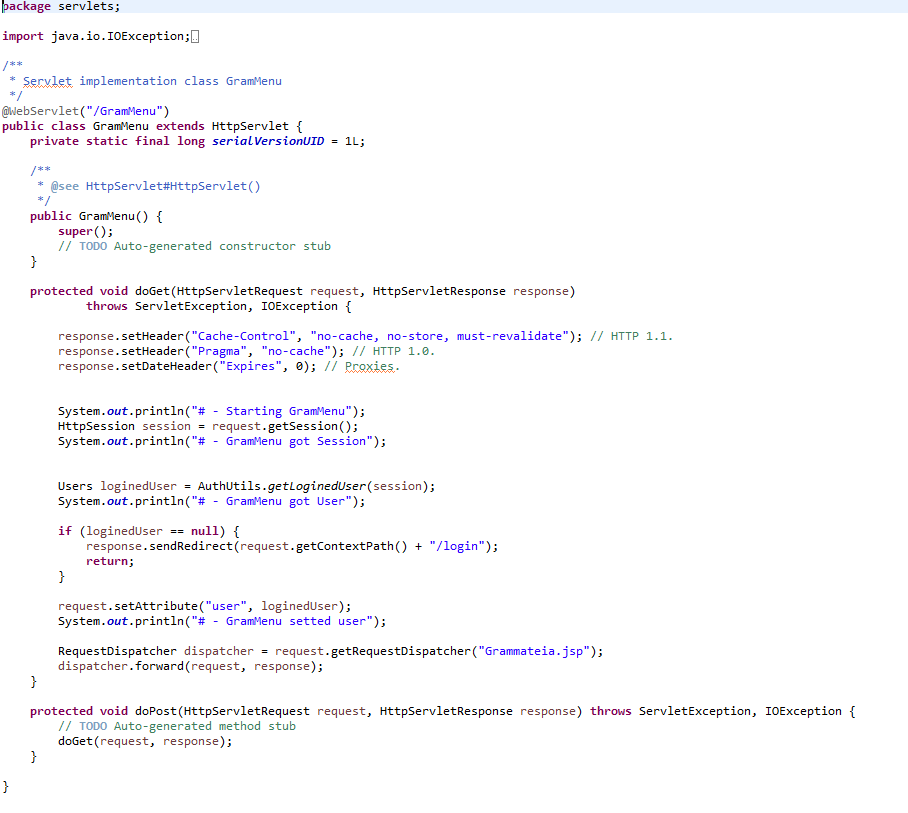 package servlets;
import java.io.IOException;
/**
* Servlet implementation class GramMenu
*/
@WebServlet("/GramMenu")
public class GramMenu extends HttpServlet {
private static final long serialVersionUID = 1L;
/**
* @see HttpServlet#HttpServlet()
*/
public GramMenu() {
super();
// TODO Auto-generated constructor stub
}
protected void doGet(HttpServletRequest request, HttpServletResponse response)
throws ServletException, IOException {
response.setHeader("Cache-Control", "no-cache, no-store, must-revalidate"); // HTTP 1.1.
response.setHeader("Pragma", "no-cache"); // HTTP 1.0.
response.setDateHeader("Expires", 0); // Proxies.
System.out.println("# - Starting GramMenu");
HttpSession session = request.getSession();
System.out.println("# - GramMenu got Session");
Users loginedUser = AuthUtils.getLoginedUser(session);
System.out.println("# - GramMenu got User");
if (loginedUser == null) {
response.sendRedirect(request.getContextPath() + "/login");
return;
}
request.setAttribute("user", loginedUser);
System.out.println("# - GramMenu setted user");
RequestDispatcher dispatcher = request.getRequestDispatcher("Grammateia.jsp");
dispatcher.forward(request, response);
}
protected void doPost(HttpServletRequest request, HttpServletResponse response) throws ServletException, IOException {
// TODO Auto-generated method stub
doGet(request, response);
}
}